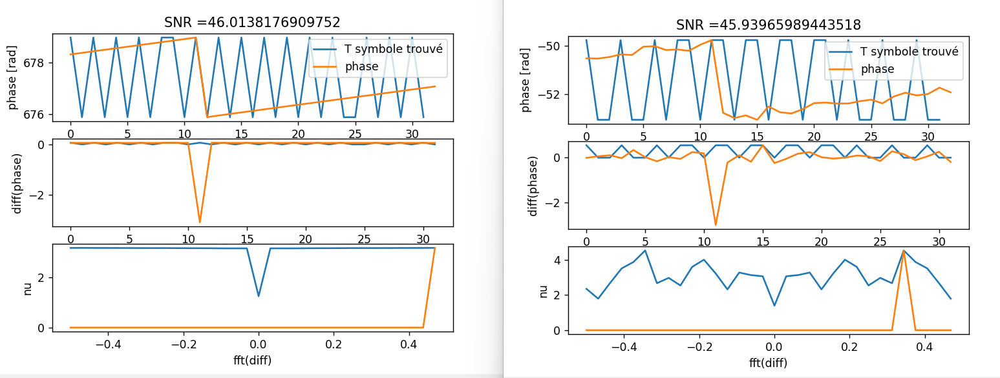 SNR =46.0138176909752
phase [rad]
678
676
T symbole trouvé
phase
0 5 10 15 20 25 30
diff(phase)
0
−2
0 5 10 15 20 25 30
nu
2
0
−0.4 −0.2 0.0 0.2 0.4
fft(diff)
SNR =45.93965989443518
phase [rad]
−50
−52
T symbole trouvé
phase
0 5 10 15 20 25 30
diff(phase)
0
−2
0 5 10 15 20 25 30
nu
4
2
0
−0.4 −0.2 0.0 0.2 0.4
fft(diff)